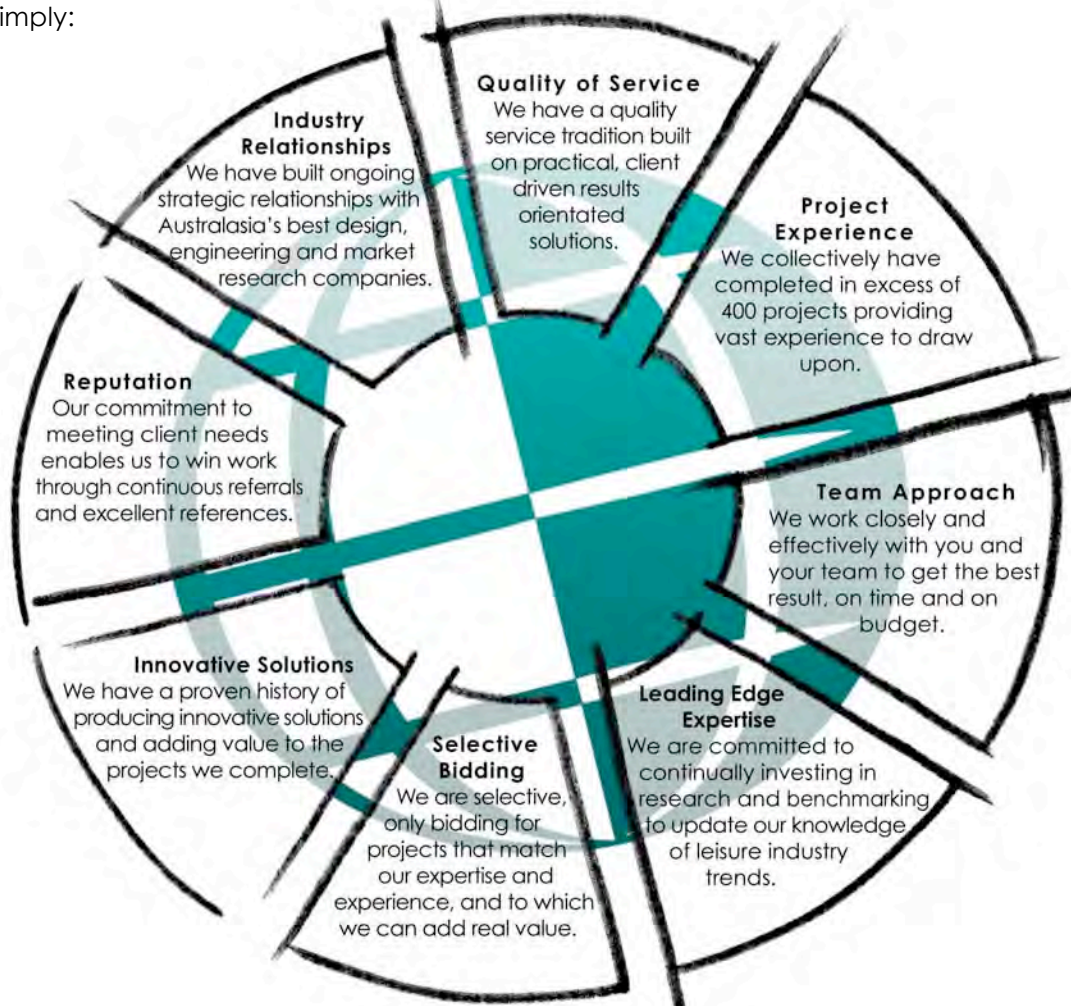 imply:
Quality of Service
We have a quality
service tradition built
on practical, client
driven results
orientated
solutions.
Project
Experience
We collectively have
completed in excess of
400 projects providing
vast experience to draw
upon.
Team Approach
We work closely and
effectively with you and
your team to get the best
result, on time and on
budget.
Leading Edge
Expertise
We are committed to
continually investing in
research and benchmarking
to update our knowledge
of leisure industry
trends.
Selective
Bidding
We are selective,
only bidding for
projects that match
our expertise and
experience, and to which
we can add real value.
Innovative Solutions
We have a proven history of
producing innovative solutions
and adding value to the
projects we complete.
Reputation
Our commitment to
meeting client needs
enables us to win work
through continuous referrals
and excellent references.
Industry
Relationships
We have built ongoing
strategic relationships with
Australasia's best design,
engineering and market
research companies.